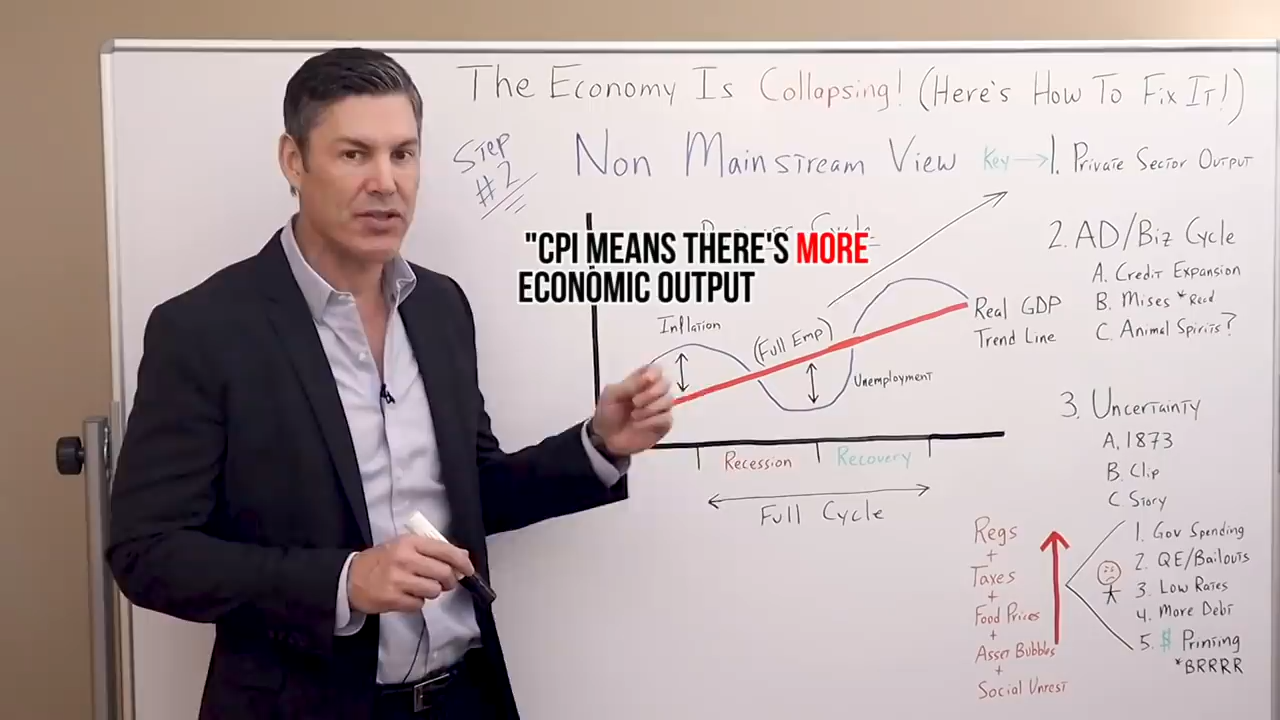 The Economy Is Collapsing! (Here's How To Fix It!)
Step
#2
Non Mainstream View
Key → 1. Private Sector Output
"CPI MEANS THERE'S MORE
ECONOMIC OUTPUT
Inflation
(Full Emp)
Unemployment
Real GDP
Trend Line
Recession
Recovery
Full Cycle
2. AD/Biz Cycle
A. Credit Expansion
B. Mises *Reed
C. Animal Spirits?
3. Uncertainty
A. 1873
B. Clip
C. Story
Regs
+
Taxes
+
Food Prices
+
Asset Bubbles
+
Social Unrest
1. Gov Spending
2. QE/Bailouts
3. Low Rates
4. More Debt
5. $ Printing
*BRRRR